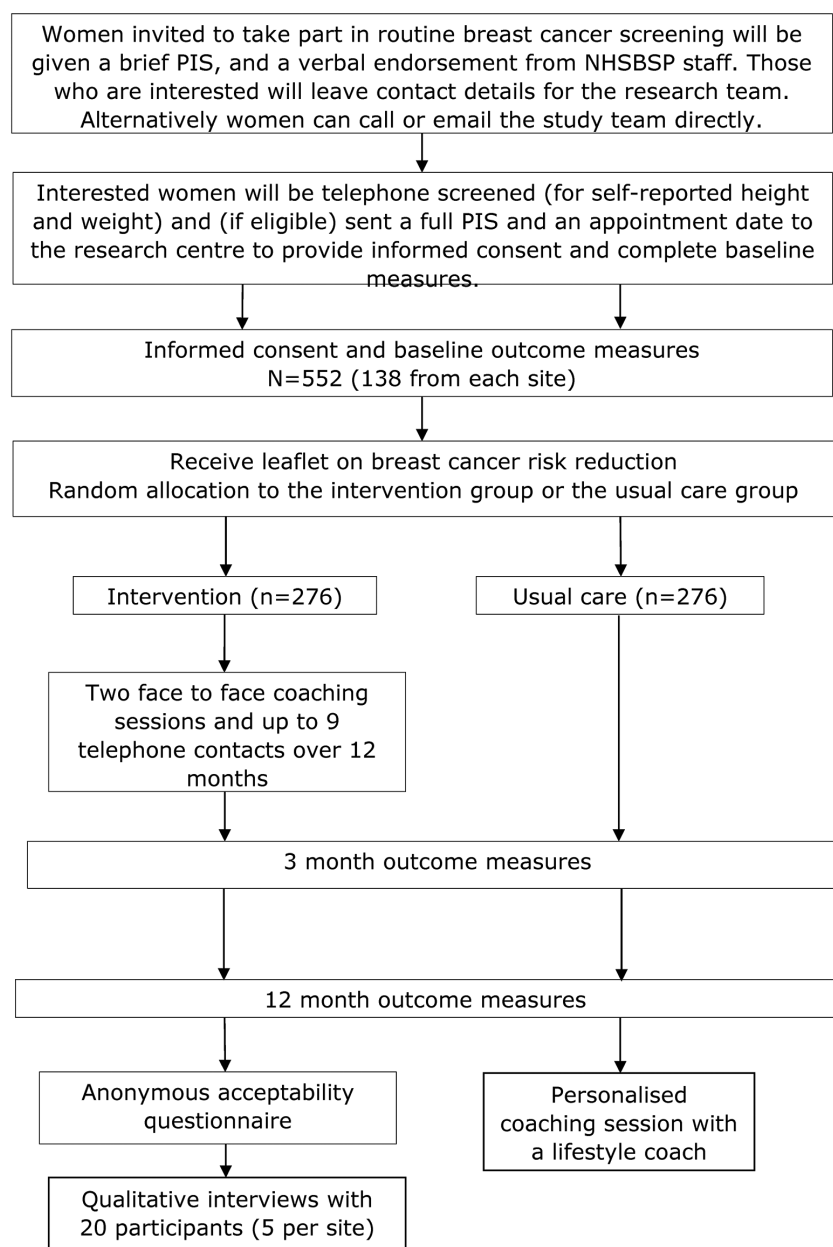 Women invited to take part in routine breast cancer screening will be
given a brief PIS, and a verbal endorsement from NHSBSP staff. Those
who are interested will leave contact details for the research team.
Alternatively women can call or email the study team directly.
Interested women will be telephone screened (for self-reported height
and weight) and (if eligible) sent a full PIS and an appointment date to
the research centre to provide informed consent and complete baseline
measures.
Informed consent and baseline outcome measures
N=552 (138 from each site)
Receive leaflet on breast cancer risk reduction
Random allocation to the intervention group or the usual care group
Intervention (n=276)
Usual care (n=276)
Two face to face coaching
sessions and up to 9
telephone contacts over 12
months
3 month outcome measures
12 month outcome measures
Anonymous acceptability
questionnaire
Personalised
coaching session with
a lifestyle coach
Qualitative interviews with
20 participants (5 per site)